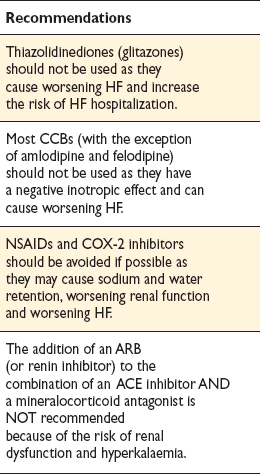 Recommendations
Thiazolidinediones (glitazones)
should not be used as they
cause worsening HF and increase
the risk of HF hospitalization.
Most CCBs (with the exception
of amlodipine and felodipine)
should not be used as they have
a negative inotropic effect and can
cause worsening HF.
NSAIDs and COX-2 inhibitors
should be avoided if possible as
they may cause sodium and water
retention, worsening renal function
and worsening HF.
The addition of an ARB
(or renin inhibitor) to the
combination of an ACE inhibitor AND
a mineralocorticoid antagonist is
NOT recommended
because of the risk of renal
dysfunction and hyperkalaemia.